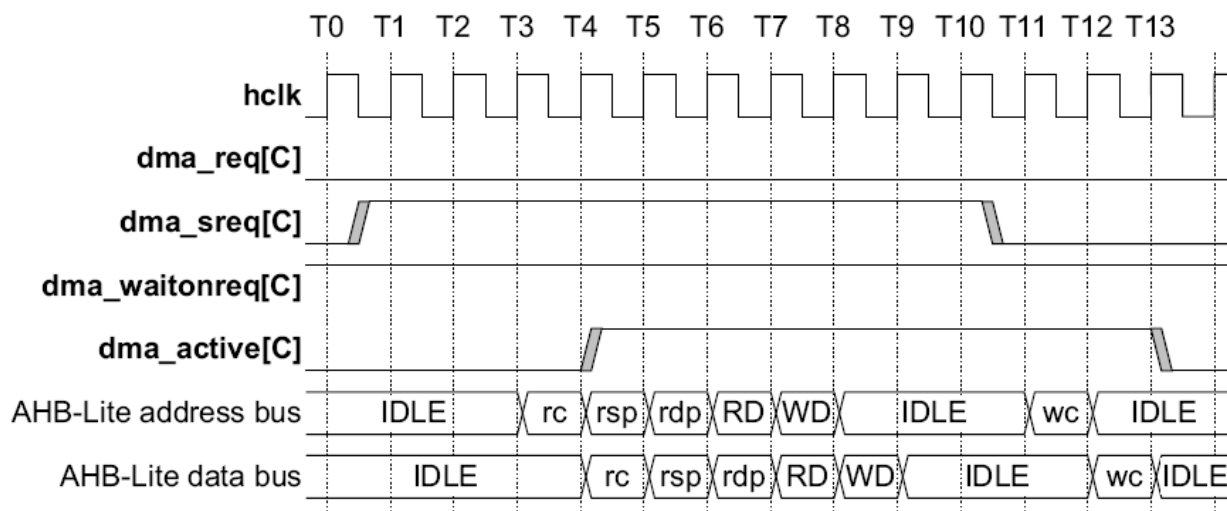 T0 T1 T2 T3 T4 T5 T6 T7 T8 T9 T10 T11 T12 T13
hclk
dma_req[C]
dma_sreq[C]
dma_waitonreq[C]
dma_active[C]
AHB-Lite address bus IDLE rc rsp rdp RD WD IDLE wc IDLE
AHB-Lite data bus IDLE rc rsp rdp RD WD IDLE wc IDLE